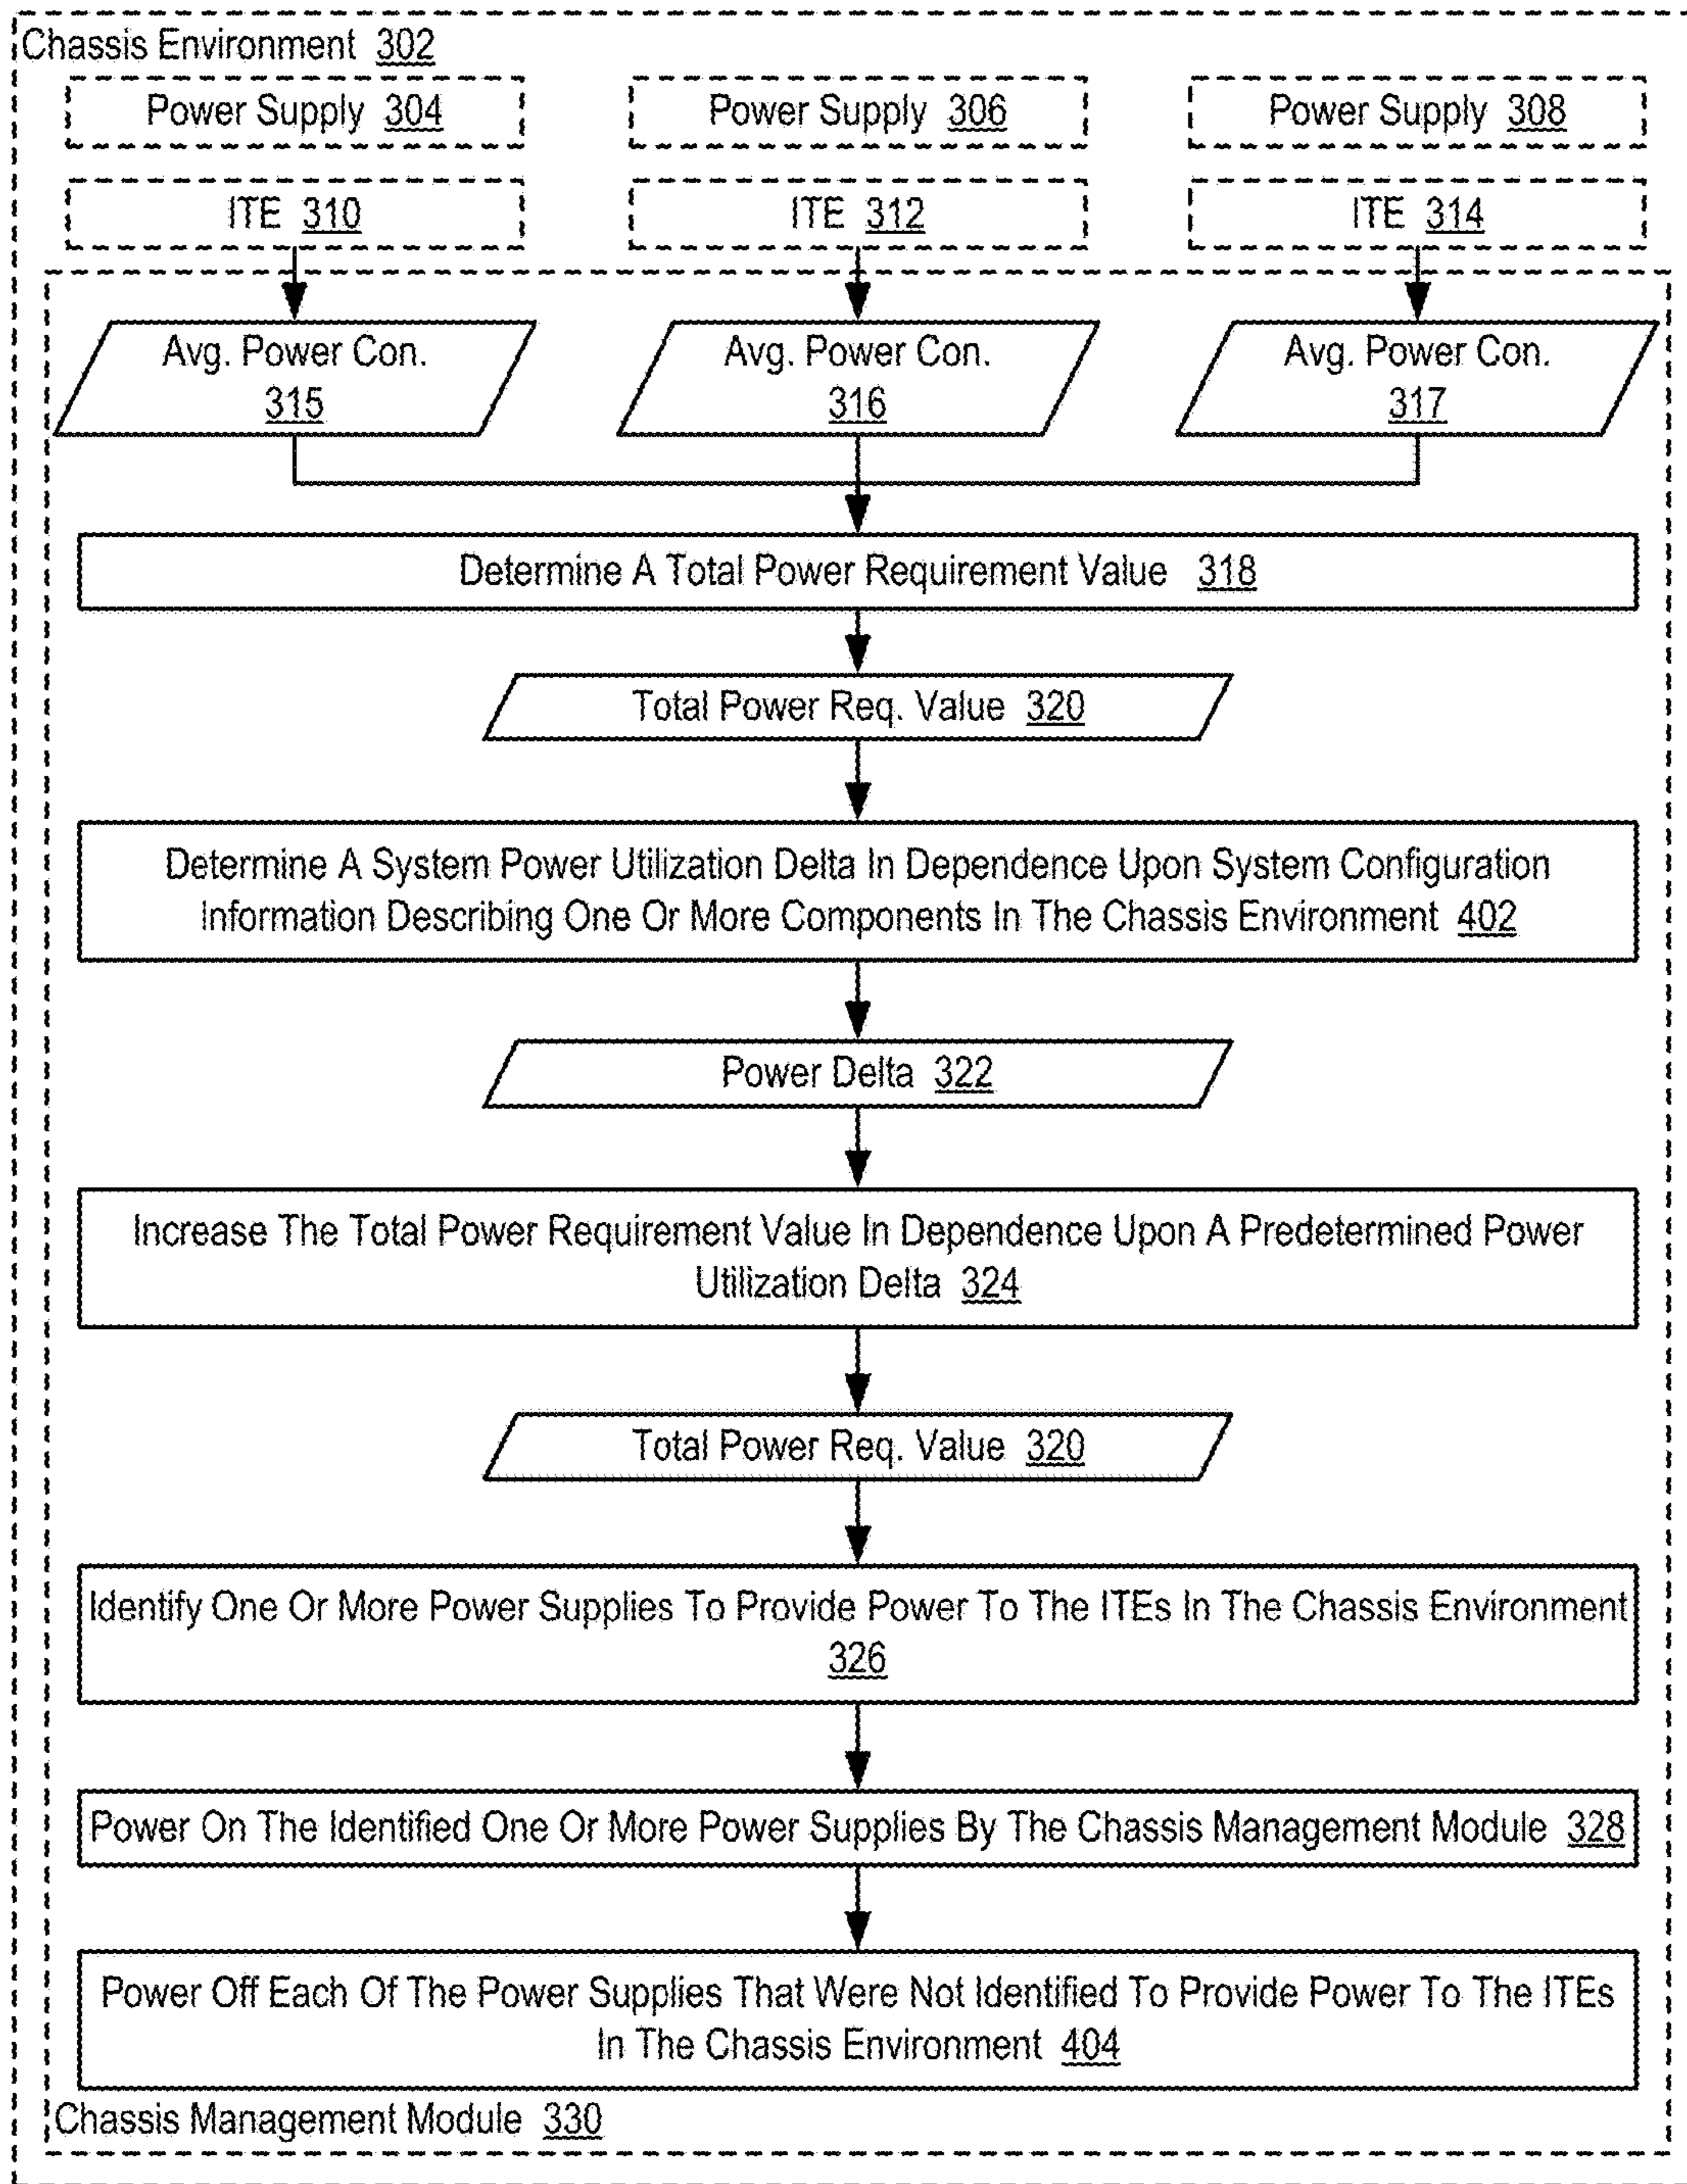 Chassis Environment 302
Power Supply 304
Power Supply 306
Power Supply 308
ITE 310
ITE 312
ITE 314
Avg. Power Con.
315
Avg. Power Con.
316
Avg. Power Con.
317
Determine A Total Power Requirement Value 318
Total Power Req. Value 320
Determine A System Power Utilization Delta In Dependence Upon System Configuration
Information Describing One Or More Components In The Chassis Environment 402
Power Delta 322
Increase The Total Power Requirement Value In Dependence Upon A Predetermined Power
Utilization Delta 324
Total Power Req. Value 320
Identify One Or More Power Supplies To Provide Power To The ITEs In The Chassis Environment
326
Power On The Identified One Or More Power Supplies By The Chassis Management Module 328
Power Off Each Of The Power Supplies That Were Not Identified To Provide Power To The ITEs
In The Chassis Environment 404
Chassis Management Module 330